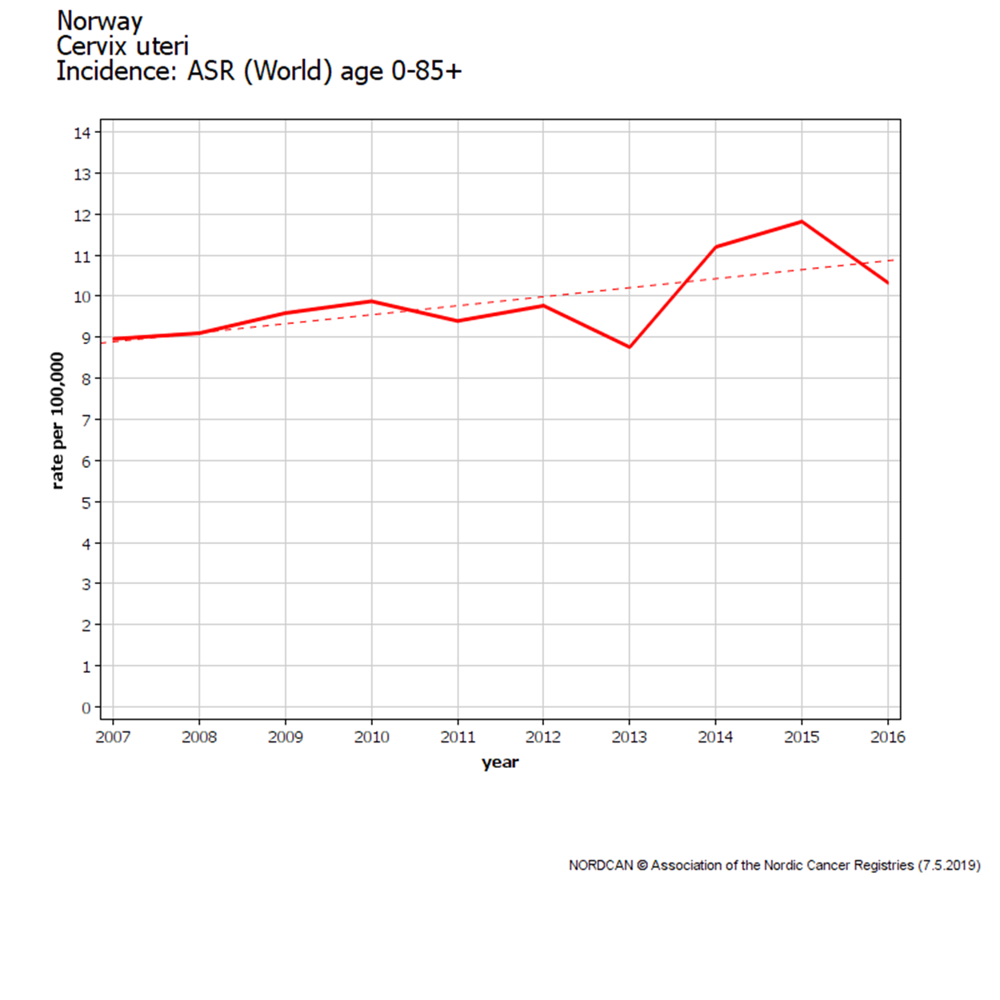 Norway
Cervix uteri
Incidence: ASR (World) age 0-85+
14
13
12
11
10
9
8
7
6
5
4
3
2
1
0
rate per 100,000
2007 2008 2009 2010 2011 2012 2013 2014 2015 2016
year
NORDCAN © Association of the Nordic Cancer Registries (7.5.2019)